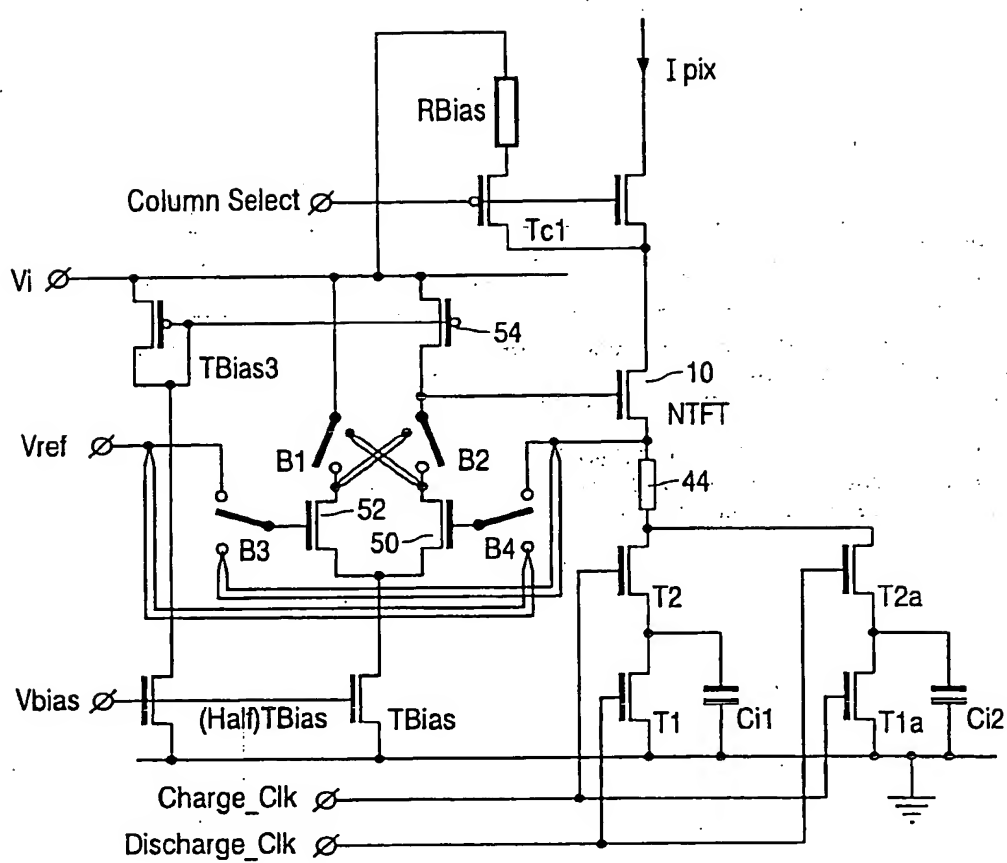 I pix
RBias
Column Select
Tc1
Vi
54
TBias3
10
NTFT
Vref
B1
B2
44
52
50
B3
B4
T2
T2a
Vbias
(Half)TBias
TBias
T1
Ci1
T1a
Ci2
Charge_Clk
Discharge_Clk